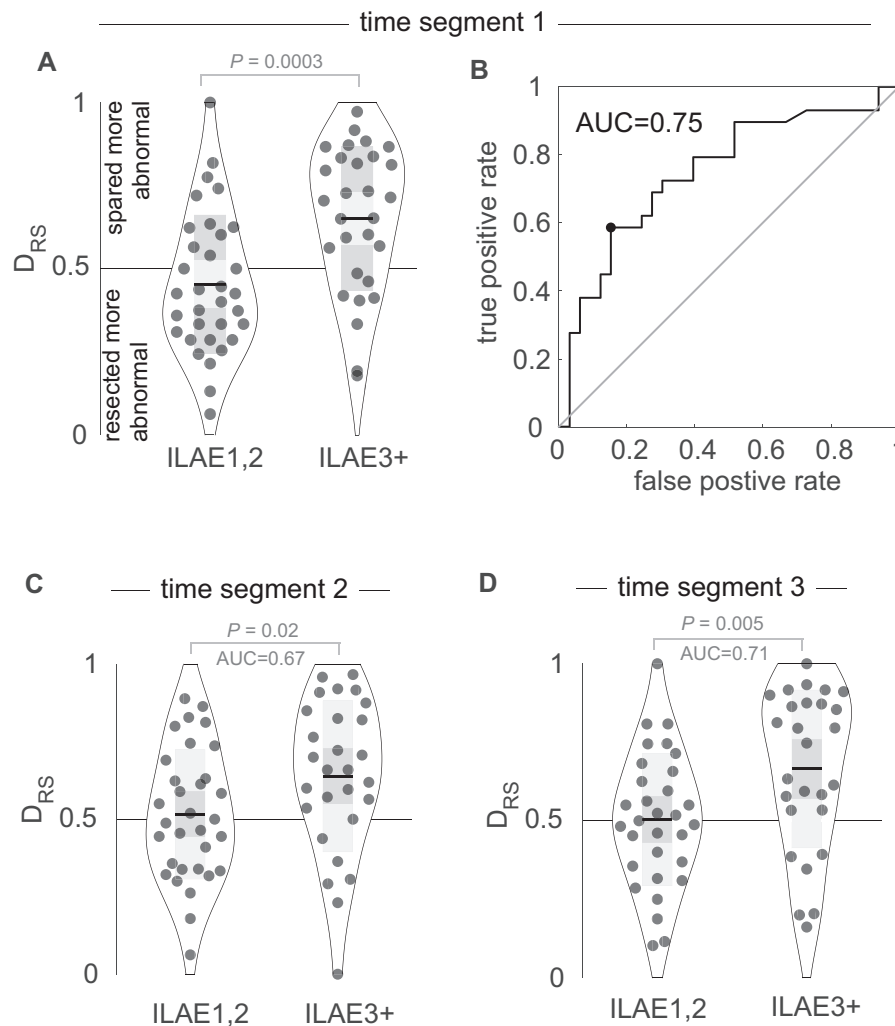 time segment 1
A
P = 0.0003
1
0.5
0
D_RS
spared more
abnormal
resected more
abnormal
ILAE1,2
ILAE3+
B
AUC=0.75
1
0.8
0.6
0.4
0.2
0
true positive rate
0
0.2
0.4
0.6
0.8
1
false postive rate
C
time segment 2
P = 0.02
AUC=0.67
1
0.5
0
D_RS
ILAE1,2
ILAE3+
D
time segment 3
P = 0.005
AUC=0.71
1
0.5
0
D_RS
ILAE1,2
ILAE3+